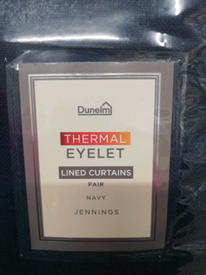 Dunelm
THERMAL
EYELET
LINED CURTAINS
PAIR
NAVY
JENNINGS